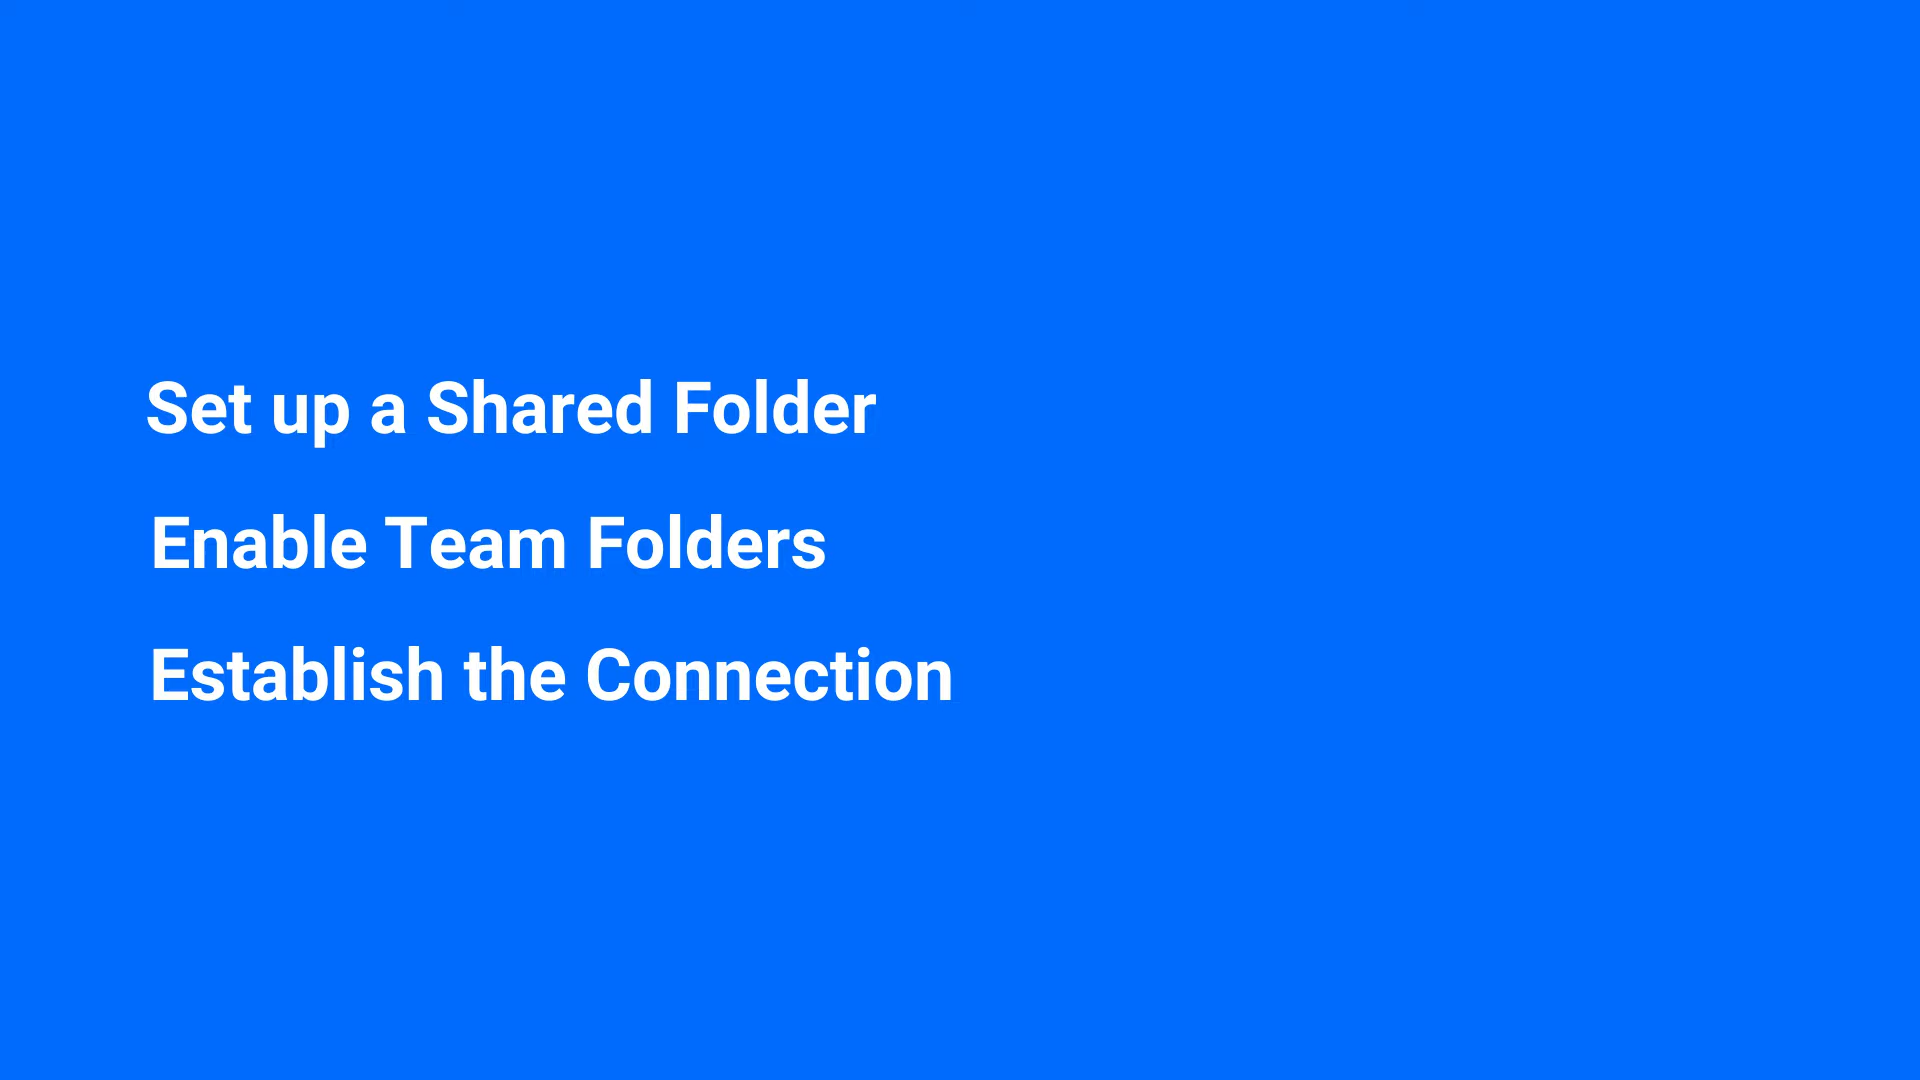 Set up a Shared Folder
Enable Team Folders
Establish the Connection